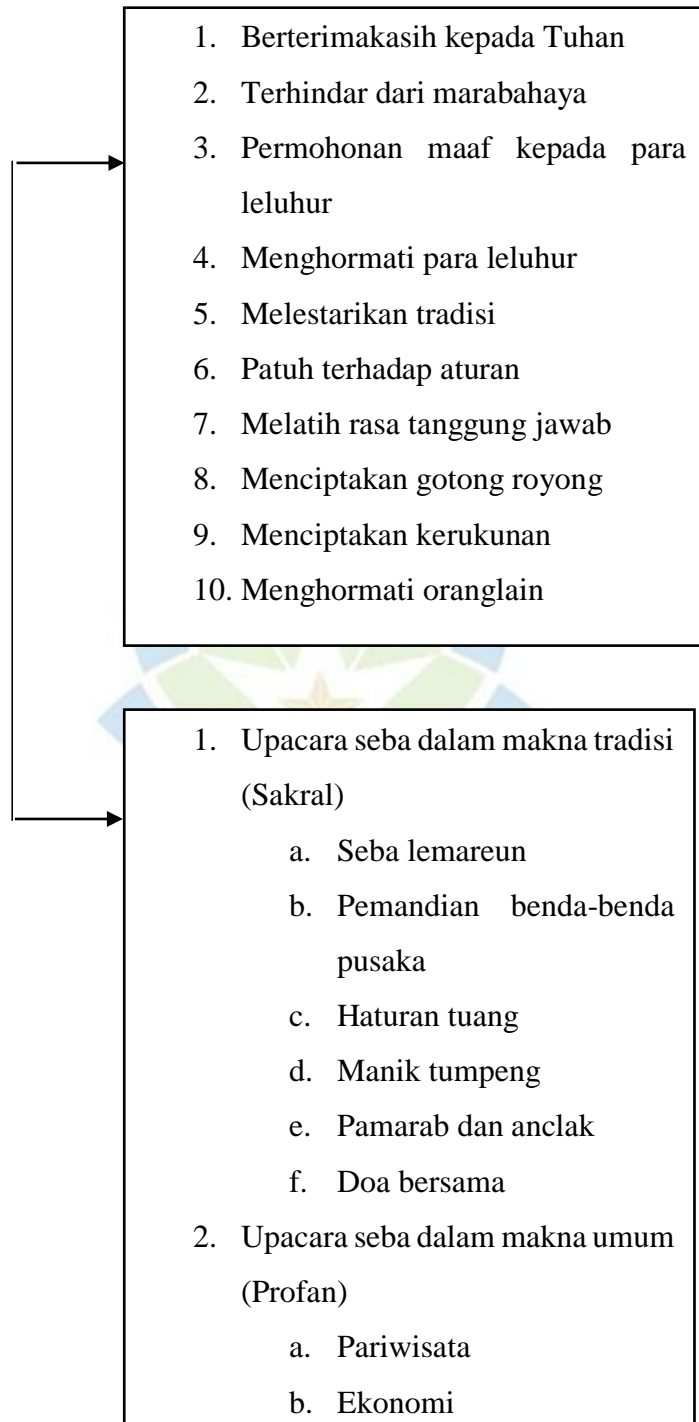 1. Berterimakasih kepada Tuhan
2. Terhindar dari marabahaya
3. Permohonan maaf kepada para
leluhur
4. Menghormati para leluhur
5. Melestarikan tradisi
6. Patuh terhadap aturan
7. Melatih rasa tanggung jawab
8. Menciptakan gotong royong
9. Menciptakan kerukunan
10. Menghormati oranglain
1. Upacara seba dalam makna tradisi
(Sakral)
a. Seba lemareun
b. Pemandian benda-benda
pusaka
c. Haturan tuang
d. Manik tumpeng
e. Pamarab dan anclak
f. Doa bersama
2. Upacara seba dalam makna umum
(Profan)
a. Pariwisata
b. Ekonomi